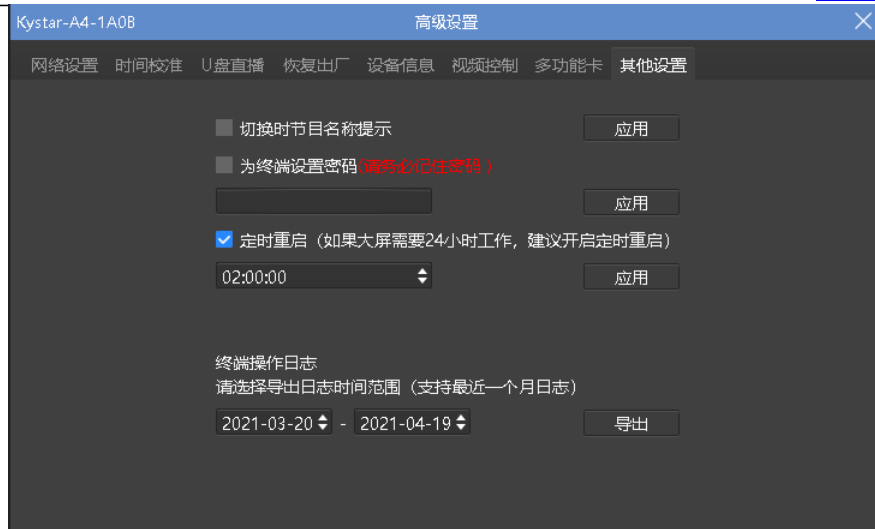 Kystar-A4-1A0B 高级设置
网络设置 时间校准 U盘直播 恢复出厂 设备信息 视频控制 多功能卡 其他设置
切换时节目名称提示 应用
为终端设置密码(请务必记住密码！)
应用
定时重启（如果大屏需要24小时工作，建议开启定时重启）
02:00:00 应用
终端操作日志
请选择导出日志时间范围（支持最近一个月日志）
2021-03-20 - 2021-04-19 导出